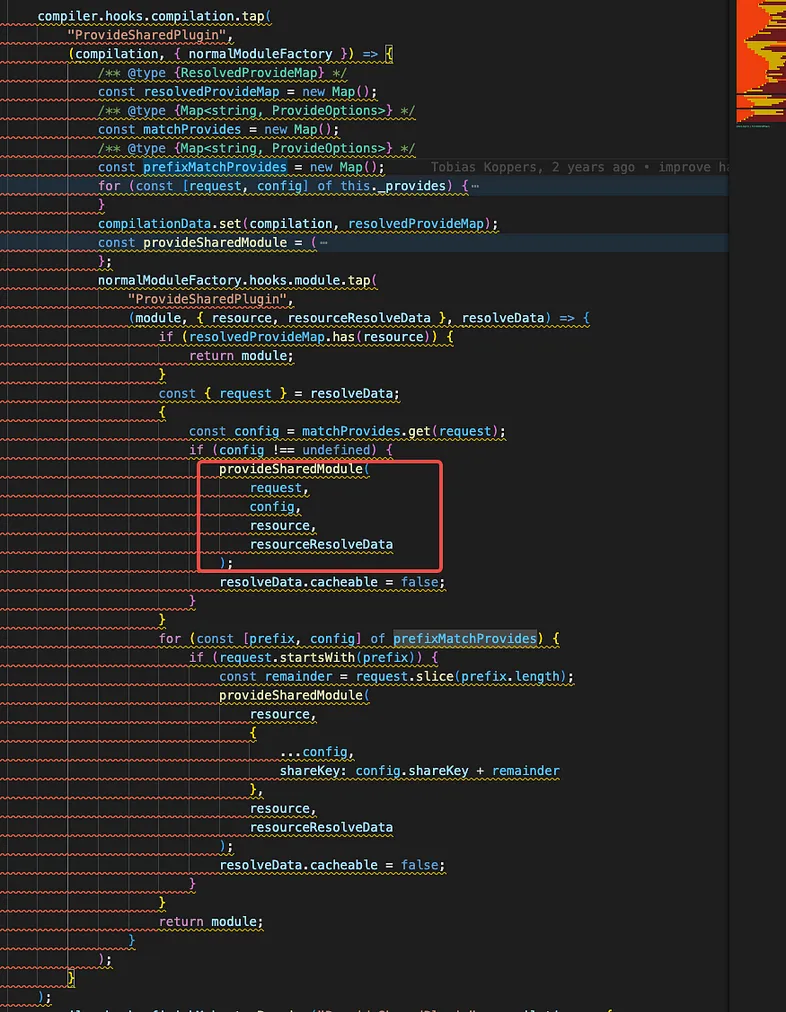 compiler.hooks.compilation.tap(
"ProvideSharedPlugin",
(compilation, { normalModuleFactory }) => {
/** @type {ResolvedProvideMap} */
const resolvedProvideMap = new Map();
/** @type {Map<string, ProvideOptions>} */
const matchProvides = new Map();
/** @type {Map<string, ProvideOptions>} */
const prefixMatchProvides = new Map(); Tobias Koppers, 2 years ago • improve
for (const [request, config] of this._provides) {⋯
}
compilationData.set(compilation, resolvedProvideMap);
const provideSharedModule = (⋯
};
normalModuleFactory.hooks.module.tap(
"ProvideSharedPlugin",
(module, { resource, resourceResolveData }, resolveData) => {
if (resolvedProvideMap.has(resource)) {
return module;
}
const { request } = resolveData;
{
const config = matchProvides.get(request);
if (config !== undefined) {
provideSharedModule(
request,
config,
resource,
resourceResolveData
);
resolveData.cacheable = false;
}
}
for (const [prefix, config] of prefixMatchProvides) {
if (request.startsWith(prefix)) {
const remainder = request.slice(prefix.length);
provideSharedModule(
resource,
{
...config,
shareKey: config.shareKey + remainder
},
resource,
resourceResolveData
);
resolveData.cacheable = false;
}
}
return module;
}
);
}
);